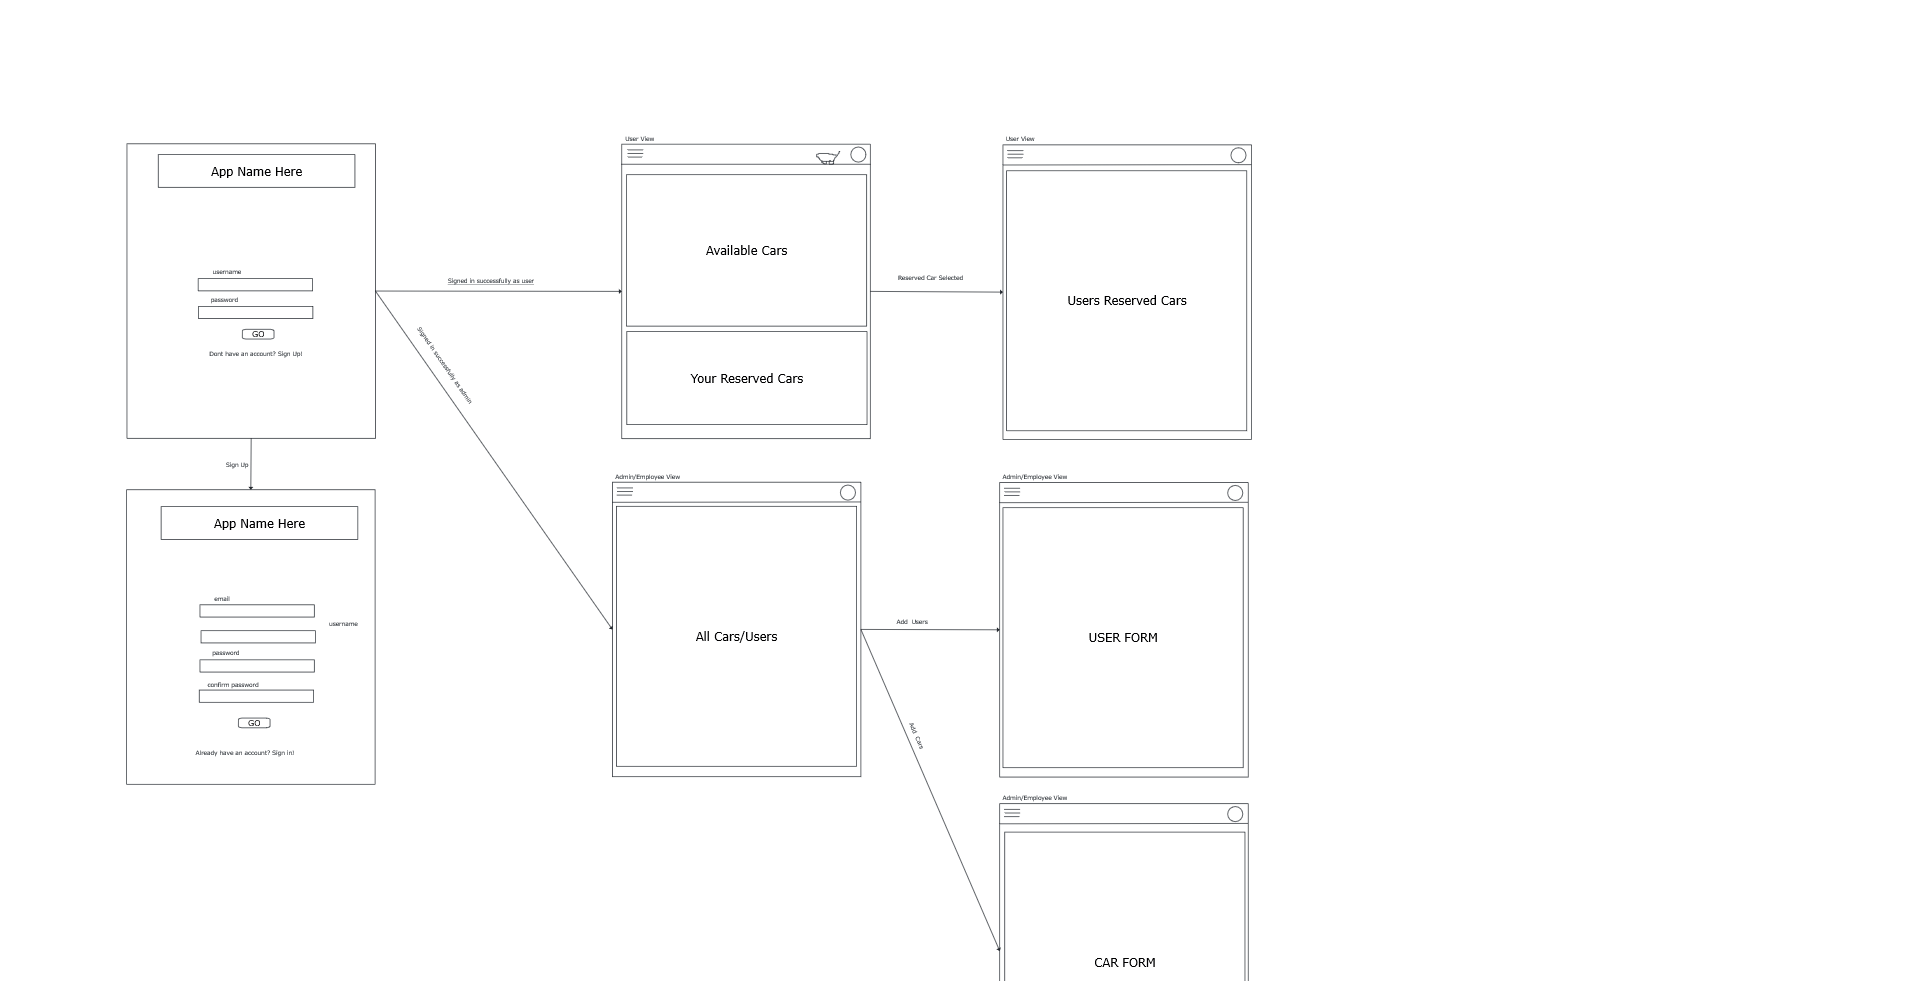 App Name Here
username
password
GO
Dont have an account? Sign Up!
Sign Up
App Name Here
email
username
password
confirm password
GO
Already have an account? Sign in!
Signed in successfully as user
Signed in successfully as admin
User View
Available Cars
Your Reserved Cars
Reserved Car Selected
User View
Users Reserved Cars
Admin/Employee View
All Cars/Users
Add Users
Add Cars
Admin/Employee View
USER FORM
Admin/Employee View
CAR FORM